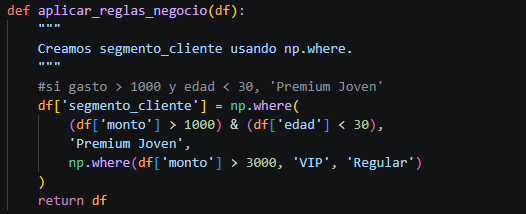 def aplicar_reglas_negocio(df):
    """
    Creamos segmento_cliente usando np.where.
    """
    #si gasto > 1000 y edad < 30, 'Premium Joven'
    df['segmento_cliente'] = np.where(
        (df['monto'] > 1000) & (df['edad'] < 30),
        'Premium Joven',
        np.where(df['monto'] > 3000, 'VIP', 'Regular')
    )
    return df